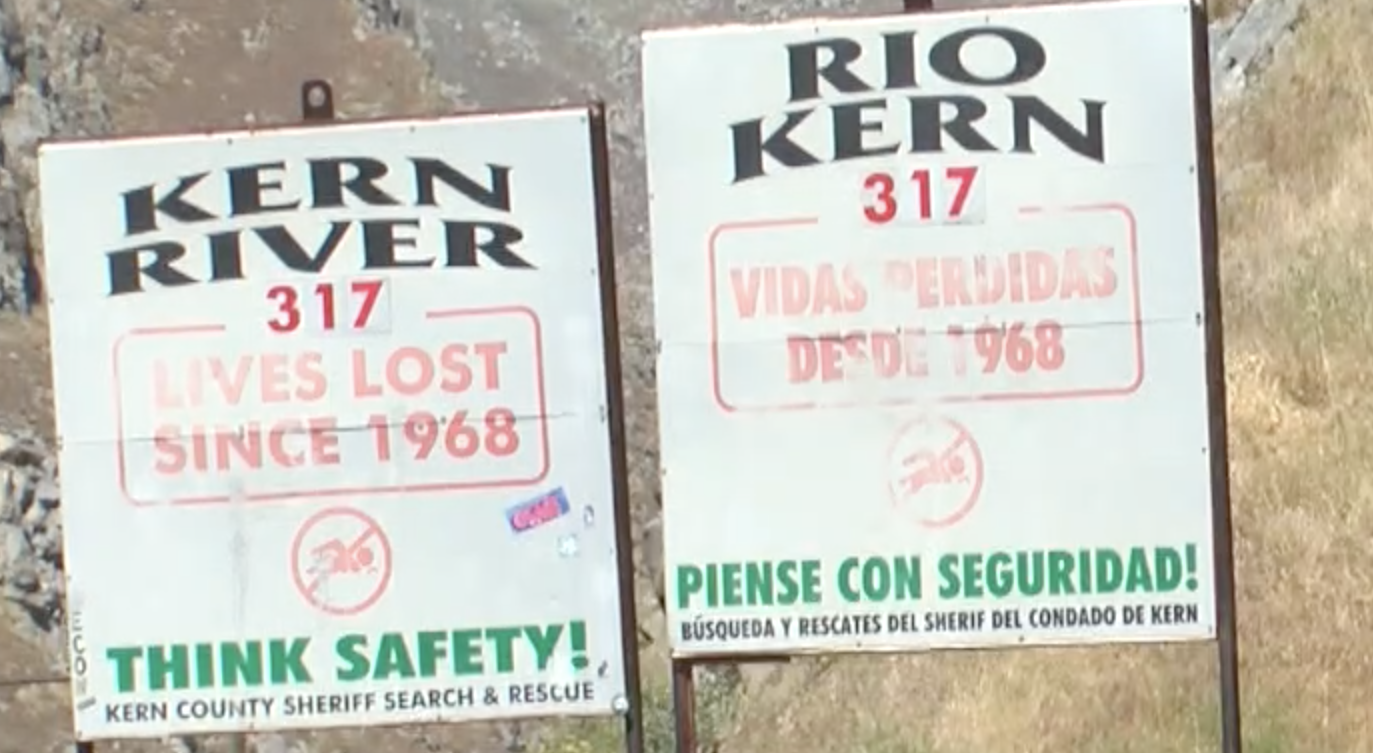 KERN
RIVER
317
LIVES LOST
SINCE 1968
THINK SAFETY!
KERN COUNTY SHERIFF SEARCH & RESCUE
RIO
KERN
317
VIDAS PERDIDAS
DESDE 1968
PIENSE CON SEGURIDAD!
BÚSQUEDA Y RESCATES DEL SHERIF DEL CONDADO DE KERN